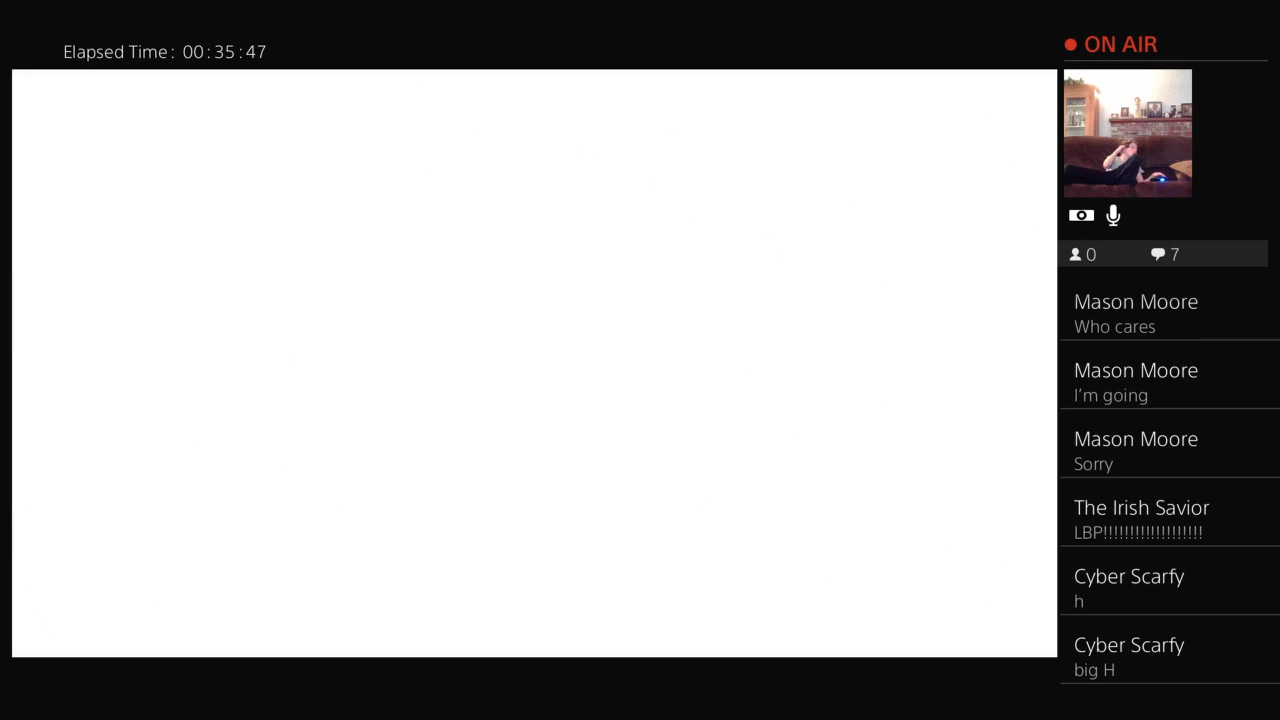 Elapsed Time: 00:35:47
ON AIR
0 7
Mason Moore
Who cares
Mason Moore
I'm going
Mason Moore
Sorry
The Irish Savior
LBP!!!!!!!!!!!!!!!!!!!
Cyber Scarfy
h
Cyber Scarfy
big H